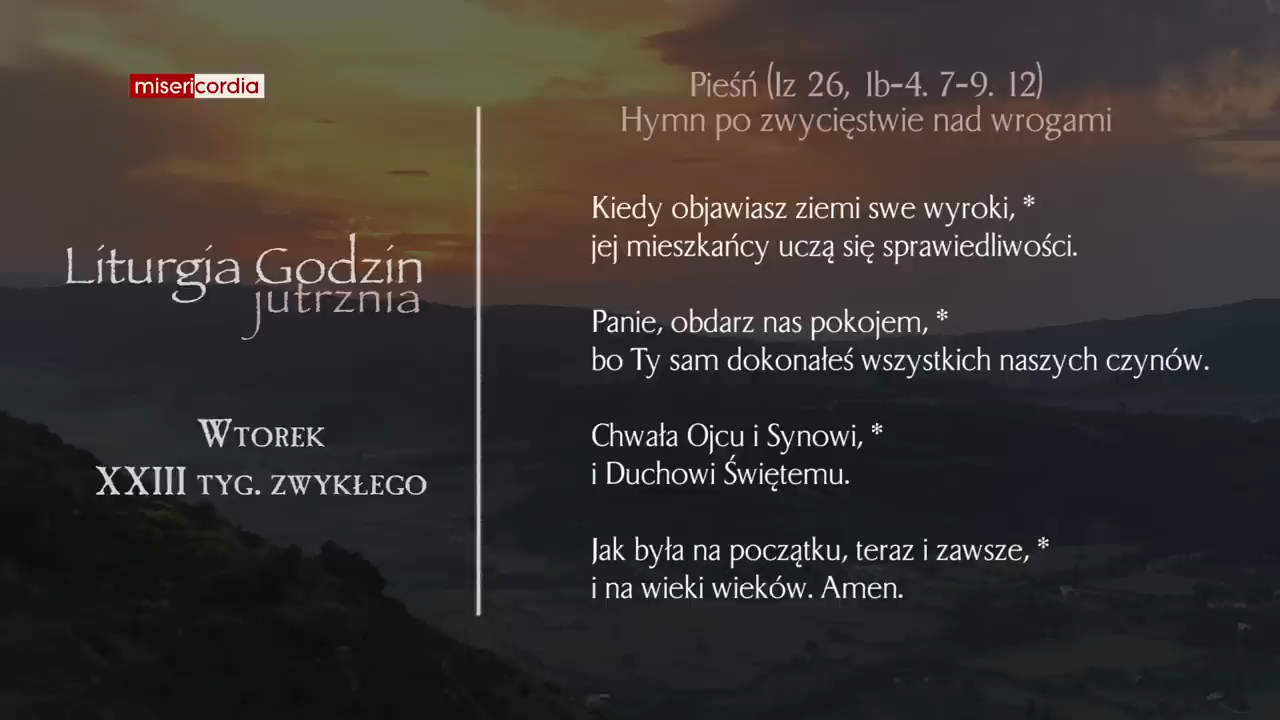 misericordia
Liturgia Godzin
jutrznia
Wtorek
XXIII tyg. zwykłego
Pieśń (Iz 26, 1b-4. 7-9. 12)
Hymn po zwycięstwie nad wrogami
Kiedy objawiasz ziemi swe wyroki, *
jej mieszkańcy uczą się sprawiedliwości.
Panie, obdarz nas pokojem, *
bo Ty sam dokonałeś wszystkich naszych czynów.
Chwała Ojcu i Synowi, *
i Duchowi Świętemu.
Jak była na początku, teraz i zawsze, *
i na wieki wieków. Amen.